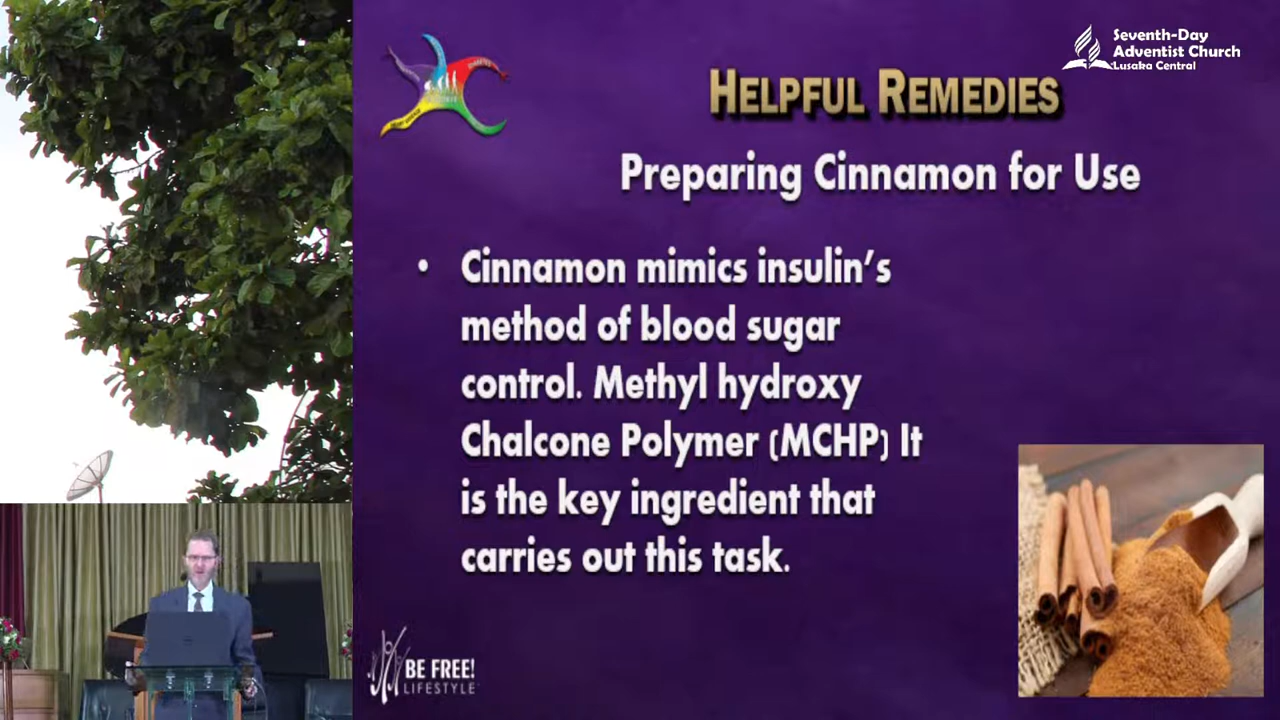 Seventh-Day
Adventist Church
Lusaka Central
HELPFUL REMEDIES
Preparing Cinnamon for Use
• Cinnamon mimics insulin's
method of blood sugar
control. Methyl hydroxy
Chalcone Polymer (MCHP) It
is the key ingredient that
carries out this task.
BE FREE!
LIFESTYLE